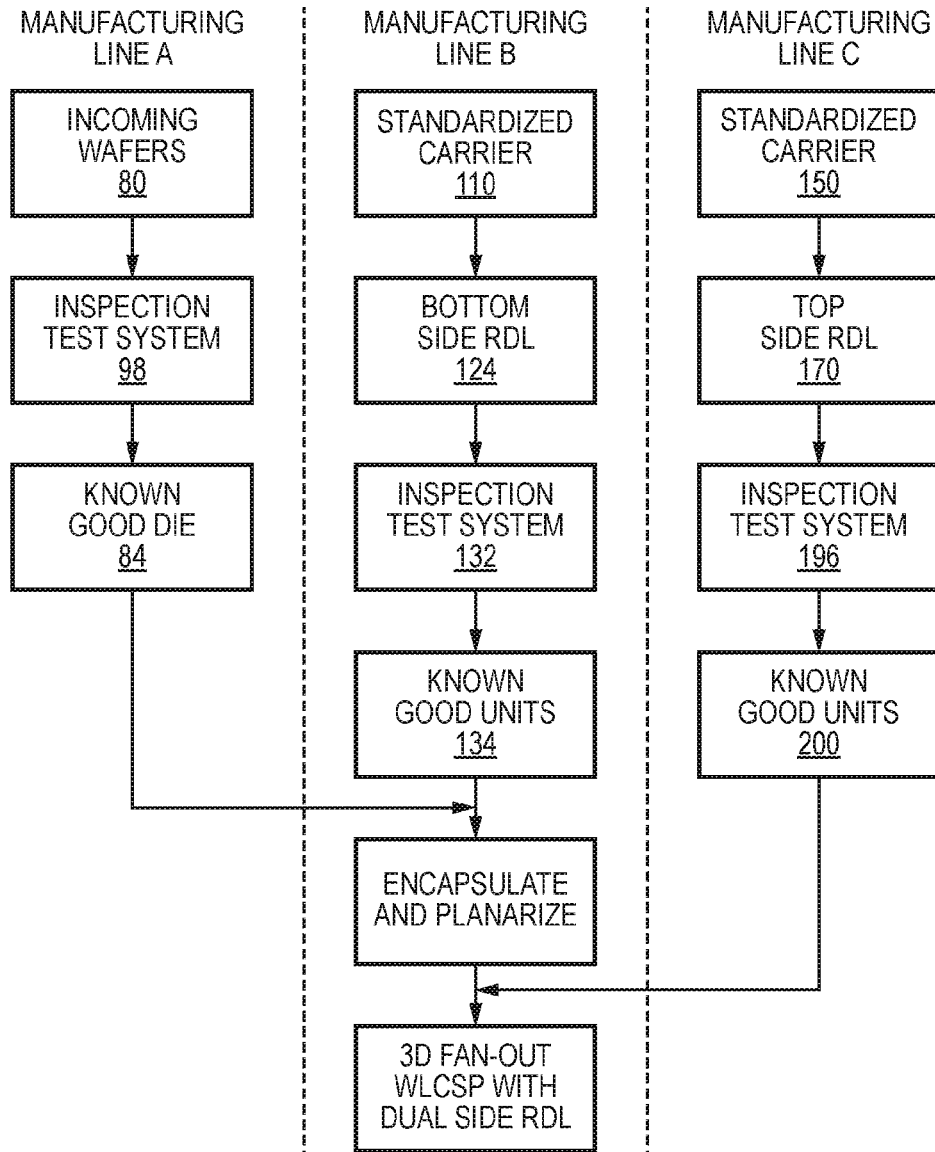 MANUFACTURING
LINE A
INCOMING
WAFERS
80
INSPECTION
TEST SYSTEM
98
KNOWN
GOOD DIE
84
MANUFACTURING
LINE B
STANDARDIZED
CARRIER
110
BOTTOM
SIDE RDL
124
INSPECTION
TEST SYSTEM
132
KNOWN
GOOD UNITS
134
ENCAPSULATE
AND PLANARIZE
3D FAN-OUT
WLCSP WITH
DUAL SIDE RDL
MANUFACTURING
LINE C
STANDARDIZED
CARRIER
150
TOP
SIDE RDL
170
INSPECTION
TEST SYSTEM
196
KNOWN
GOOD UNITS
200